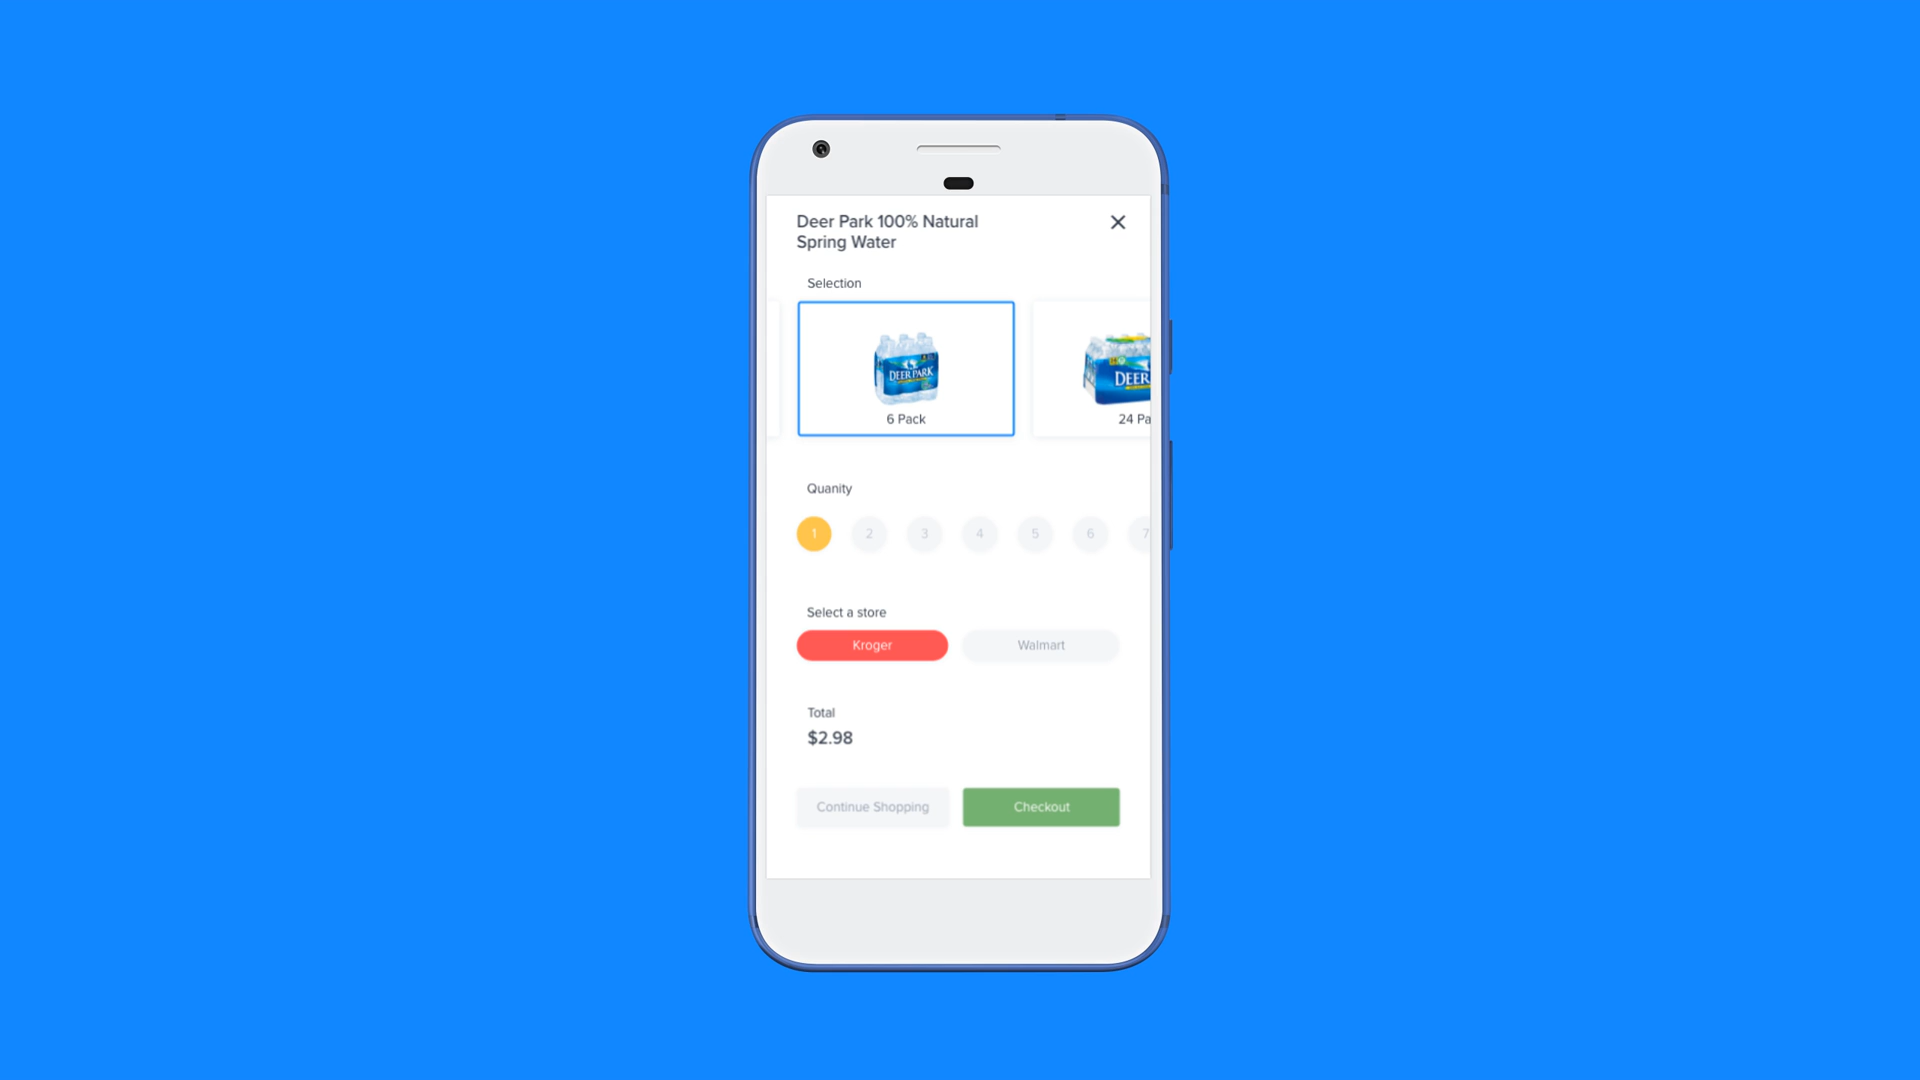 Deer Park 100% Natural
Spring Water
Selection
DEER PARK
DEER
6 Pack
24 Pa
Quanity
1 2 3 4 5 6 7
Select a store
Kroger Walmart
Total
$2.98
Continue Shopping Checkout